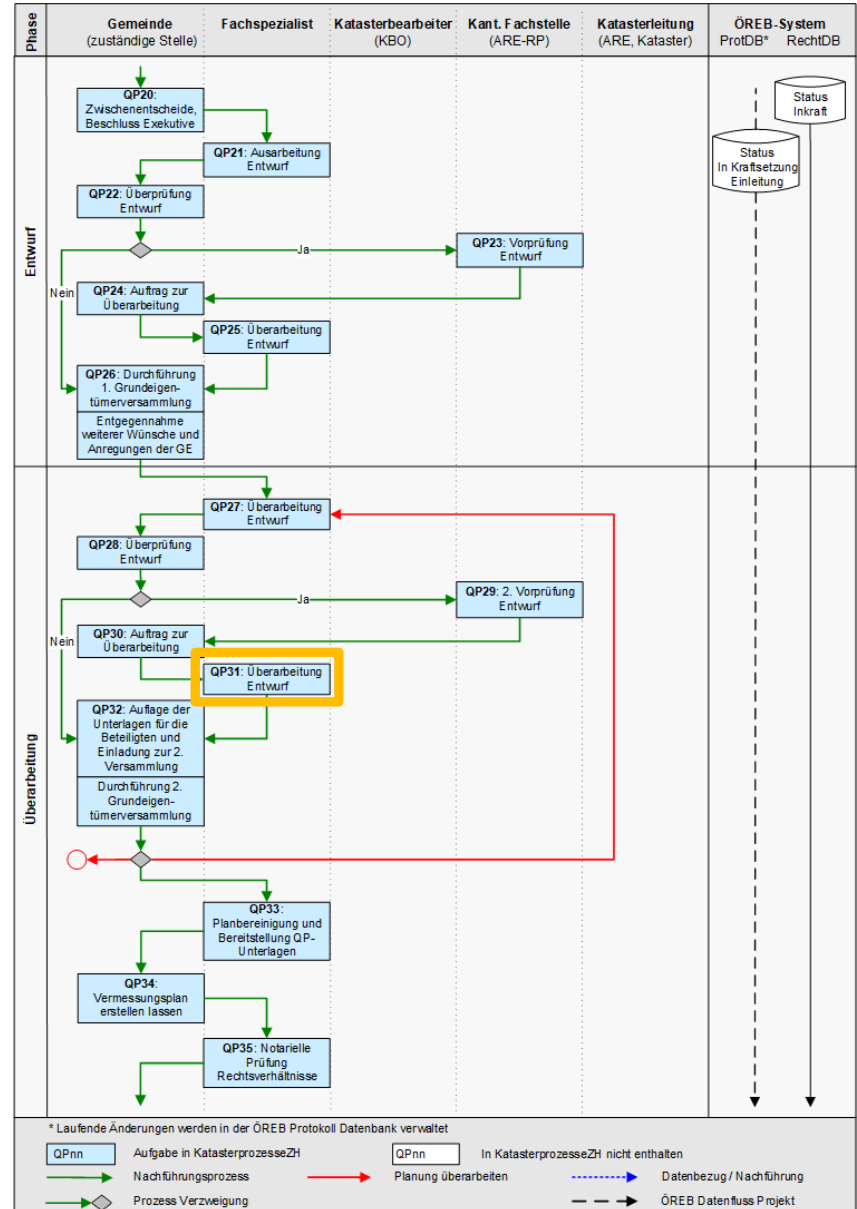 Phase
Gemeinde
(zuständige Stelle)
Fachspezialist
Katasterbearbeiter
(KBO)
Kant. Fachstelle
(ARE-RP)
Katasterleitung
(ARE, Kataster)
ÖREB-System
ProtDB* RechtDB
Entwurf
QP20:
Zwischenentscheide,
Beschluss Exekutive
Status
Inkraft
Status
In Kraftsetzung
Einleitung
QP21: Ausarbeitung
Entwurf
QP22: Überprüfung
Entwurf
Ja
QP23: Vorprüfung
Entwurf
Nein
QP24: Auftrag zur
Überarbeitung
QP25: Überarbeitung
Entwurf
QP26: Durchführung
1. Grundeigen-
tümerversammlung
Entgegennahme
weiterer Wünsche und
Anregungen der GE
Überarbeitung
QP27: Überarbeitung
Entwurf
QP28: Überprüfung
Entwurf
Ja
QP29: 2. Vorprüfung
Entwurf
Nein
QP30: Auftrag zur
Überarbeitung
QP31: Überarbeitung
Entwurf
QP32: Auflage der
Unterlagen für die
Beteiligten und
Einladung zur 2.
Versammlung
Durchführung 2.
Grundeigen-
tümerversammlung
QP33:
Planbereinigung und
Bereitstellung QP-
Unterlagen
QP34:
Vermessungsplan
erstellen lassen
QP35: Notarielle
Prüfung
Rechtsverhältnisse
* Laufende Änderungen werden in der ÖREB Protokoll Datenbank verwaltet
QPnn Aufgabe in KatasterprozesseZH QPnn In KatasterprozesseZH nicht enthalten
Nachführungsprozess Planung überarbeiten Datenbezug / Nachführung
Prozess Verzweigung ÖREB Datenfluss Projekt